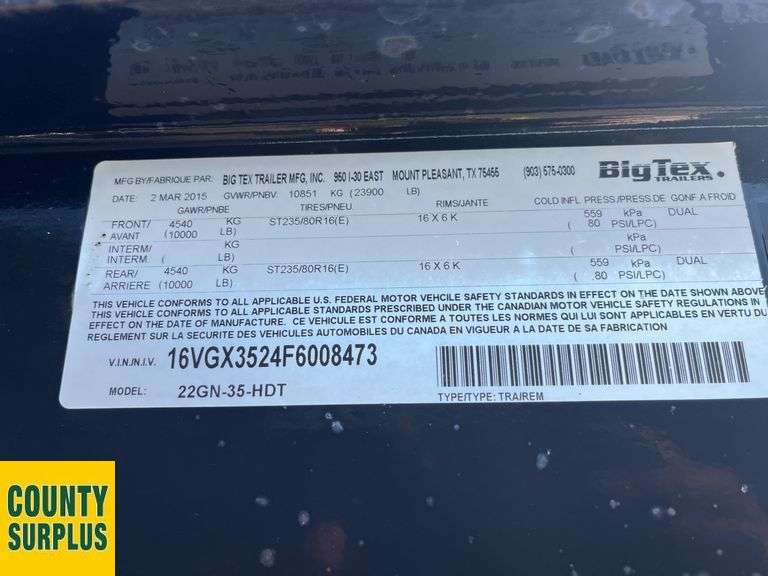 MFG BY/FABRIQUE PAR: BIG TEX TRAILER MFG, INC. 950 I-30 EAST MOUNT PLEASANT, TX 75455 (903) 575-0300 BigTex. TRAILERS
DATE: 2 MAR 2015 GVWR/PNBV: 10851 KG (23900 LB)
GAWR/PNBE TIRES/PNEU. RIMS/JANTE COLD INFL. PRESS./PRESS.DE GONF A FROID
FRONT/ 4540 KG ST235/80R16(E) 16 X 6 K 559 kPa DUAL
AVANT (10000 LB) ( 80 PSI/LPC)
INTERM/ KG kPa
INTERM. ( LB) ( PSI/LPC)
REAR/ 4540 KG ST235/80R16(E) 16 X 6 K 559 kPa DUAL
ARRIERE (10000 LB) ( 80 PSI/LPC)
THIS VEHICLE CONFORMS TO ALL APPLICABLE U.S. FEDERAL MOTOR VEHCILE SAFETY STANDARDS IN EFFECT ON THE DATE SHOWN ABOVE
THIS VEHICLE CONFORMS TO ALL APPLICABLE STANDARDS PRESCRIBED UNDER THE CANADIAN MOTOR VEHICLE SAFETY REGULATIONS IN
DATE OF MANUFACTURE. CE VEHICULE EST CONFORME A TOUTES LES NORMES QUI LUI SONT APPLICABLES EN VERTU DU
REGLEMENT SUR LA SECURITE DES VEHICULES AUTOMOBILES DU CANADA EN VIGUEUR A LA DATE DE SA FABRICATION
V.I.N./N.I.V. 16VGX3524F6008473
MODEL: 22GN-35-HDT TYPE/TYPE: TRA/REM
COUNTY
SURPLUS